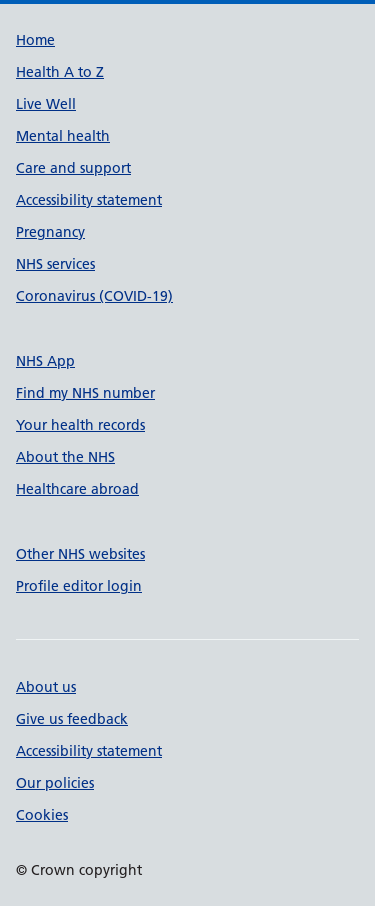 Home
Health A to Z
Live Well
Mental health
Care and support
Accessibility statement
Pregnancy
NHS services
Coronavirus (COVID-19)
NHS App
Find my NHS number
Your health records
About the NHS
Healthcare abroad
Other NHS websites
Profile editor login
About us
Give us feedback
Accessibility statement
Our policies
Cookies
© Crown copyright